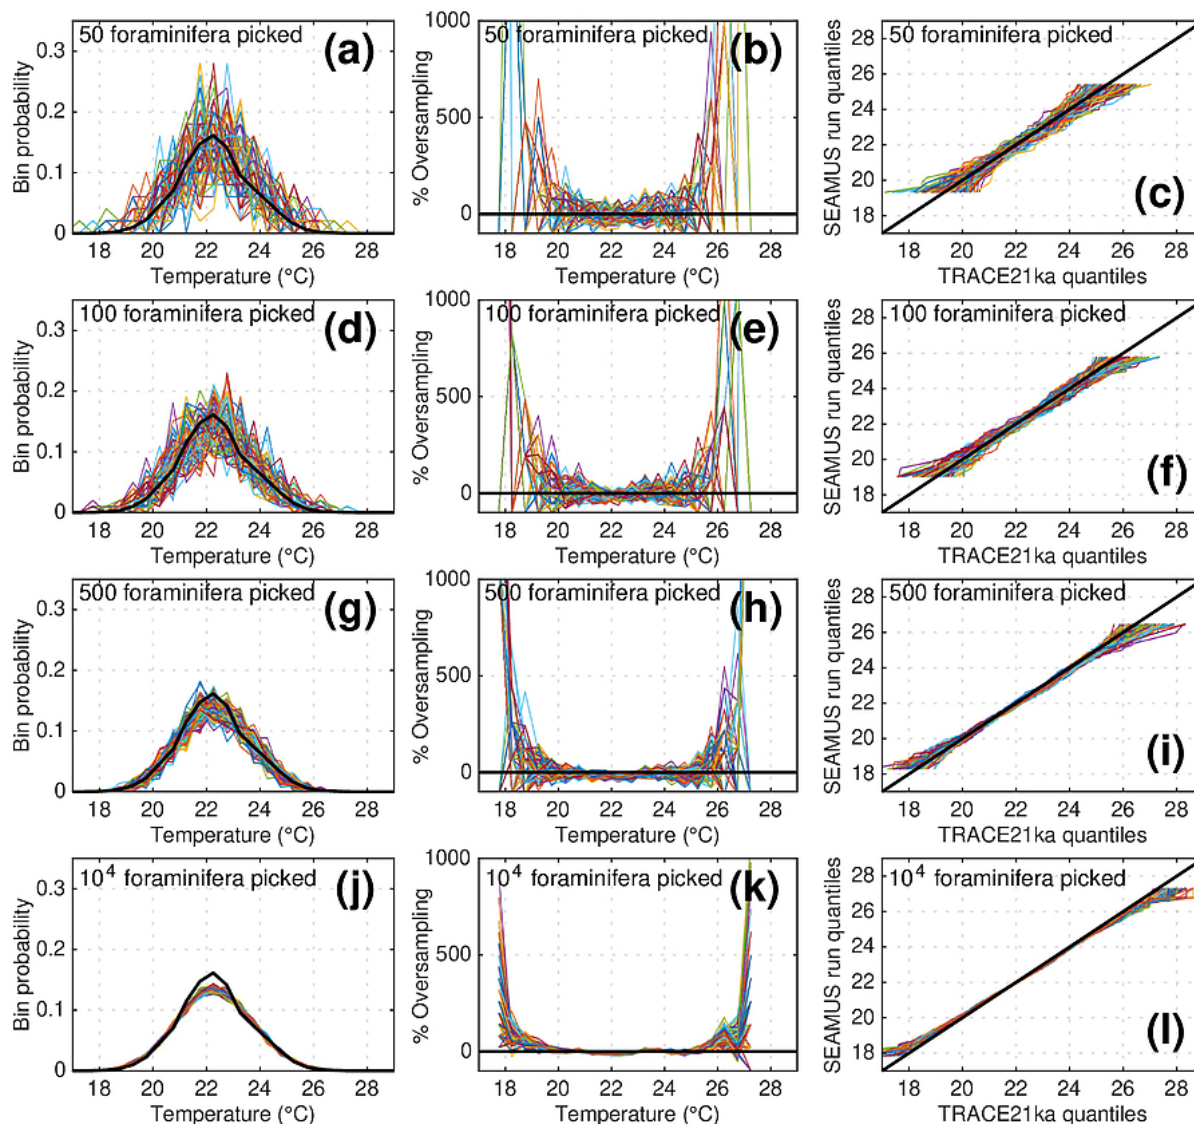 50 foraminifera picked
(a)
0.3
0.2
0.1
0
Bin probability
18 20 22 24 26 28
Temperature (°C)
50 foraminifera picked
(b)
1000
500
0
% Oversampling
18 20 22 24 26 28
Temperature (°C)
50 foraminifera picked
(c)
28
26
24
22
20
18
SEAMUS run quantiles
18 20 22 24 26 28
TRACE21ka quantiles
100 foraminifera picked
(d)
0.3
0.2
0.1
0
Bin probability
18 20 22 24 26 28
Temperature (°C)
100 foraminifera picked
(e)
1000
500
0
% Oversampling
18 20 22 24 26 28
Temperature (°C)
100 foraminifera picked
(f)
28
26
24
22
20
18
SEAMUS run quantiles
18 20 22 24 26 28
TRACE21ka quantiles
500 foraminifera picked
(g)
0.3
0.2
0.1
0
Bin probability
18 20 22 24 26 28
Temperature (°C)
500 foraminifera picked
(h)
1000
500
0
% Oversampling
18 20 22 24 26 28
Temperature (°C)
500 foraminifera picked
(i)
28
26
24
22
20
18
SEAMUS run quantiles
18 20 22 24 26 28
TRACE21ka quantiles
10⁴ foraminifera picked
(j)
0.3
0.2
0.1
0
Bin probability
18 20 22 24 26 28
Temperature (°C)
10⁴ foraminifera picked
(k)
1000
500
0
% Oversampling
18 20 22 24 26 28
Temperature (°C)
10⁴ foraminifera picked
(l)
28
26
24
22
20
18
SEAMUS run quantiles
18 20 22 24 26 28
TRACE21ka quantiles